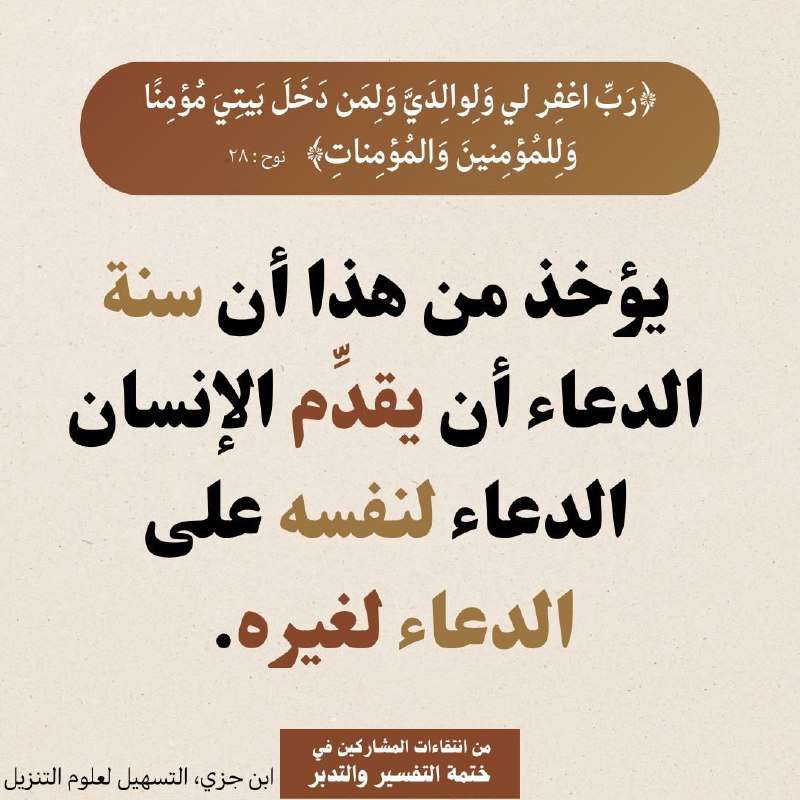 ﴿رَبِّ اغفِر لي وَلِوالِدَيَّ وَلِمَن دَخَلَ بَيتِيَ مُؤمِنًا
وَلِلمُؤمِنينَ وَالمُؤمِناتِ﴾ نوح : ٢٨
يؤخذ من هذا أن سنة
الدعاء أن يقدِّم الإنسان
الدعاء لنفسه على
الدعاء لغيره.
من انتقاءات المشاركين في
ختمة التفسير والتدبر
ابن جزي، التسهيل لعلوم التنزيل